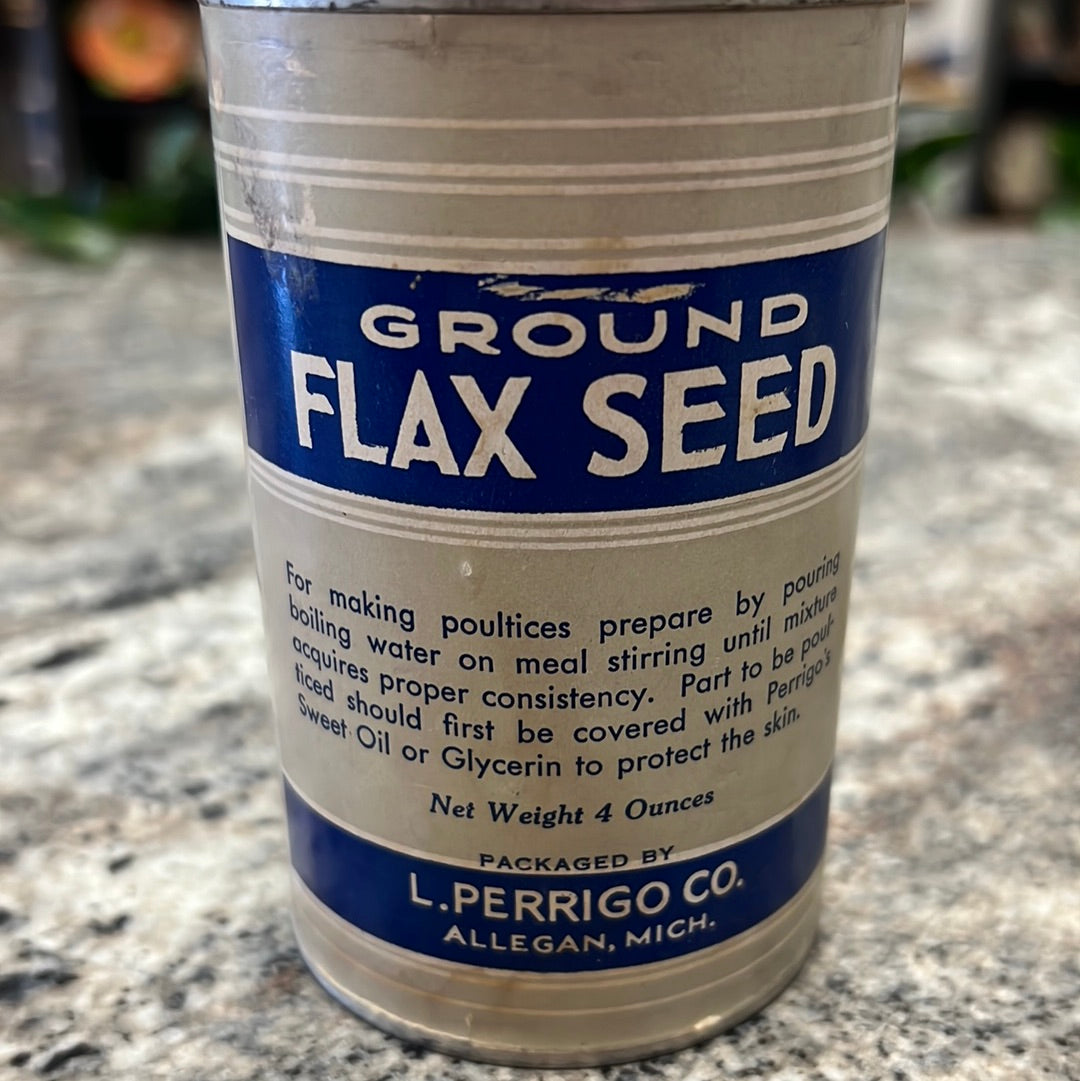 GROUND
FLAX SEED
For making poultices prepare by pouring
boiling water on meal stirring until mixture
acquires proper consistency. Part to be poul-
ticed should first be covered with Perrigo's
Sweet Oil or Glycerin to protect the skin.
Net Weight 4 Ounces
PACKAGED BY
L.PERRIGO CO.
ALLEGAN, MICH.